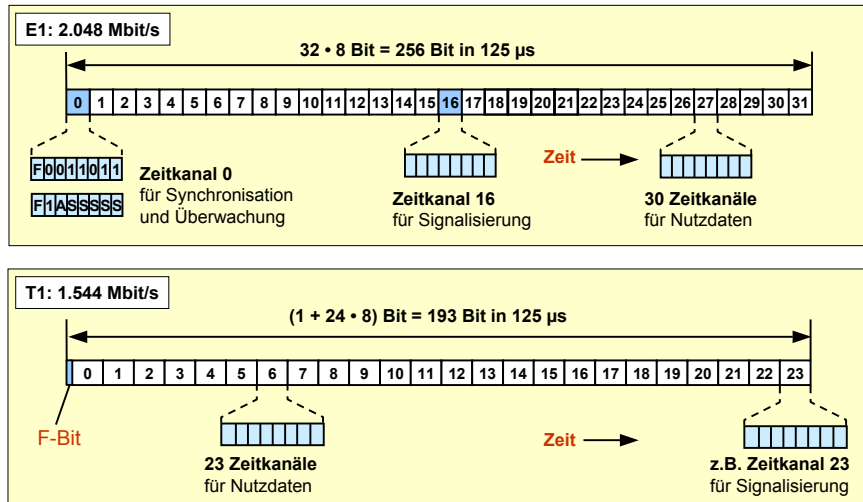 E1: 2.048 Mbit/s
32 • 8 Bit = 256 Bit in 125 µs
0 1 2 3 4 5 6 7 8 9 10 11 12 13 14 15 16 17 18 19 20 21 22 23 24 25 26 27 28 29 30 31
F0011011
F1ASSSSS
Zeitkanal 0
für Synchronisation
und Überwachung
Zeitkanal 16
für Signalisierung
Zeit
30 Zeitkanäle
für Nutzdaten
T1: 1.544 Mbit/s
(1 + 24 • 8) Bit = 193 Bit in 125 µs
0 1 2 3 4 5 6 7 8 9 10 11 12 13 14 15 16 17 18 19 20 21 22 23
F-Bit
23 Zeitkanäle
für Nutzdaten
Zeit
z.B. Zeitkanal 23
für Signalisierung